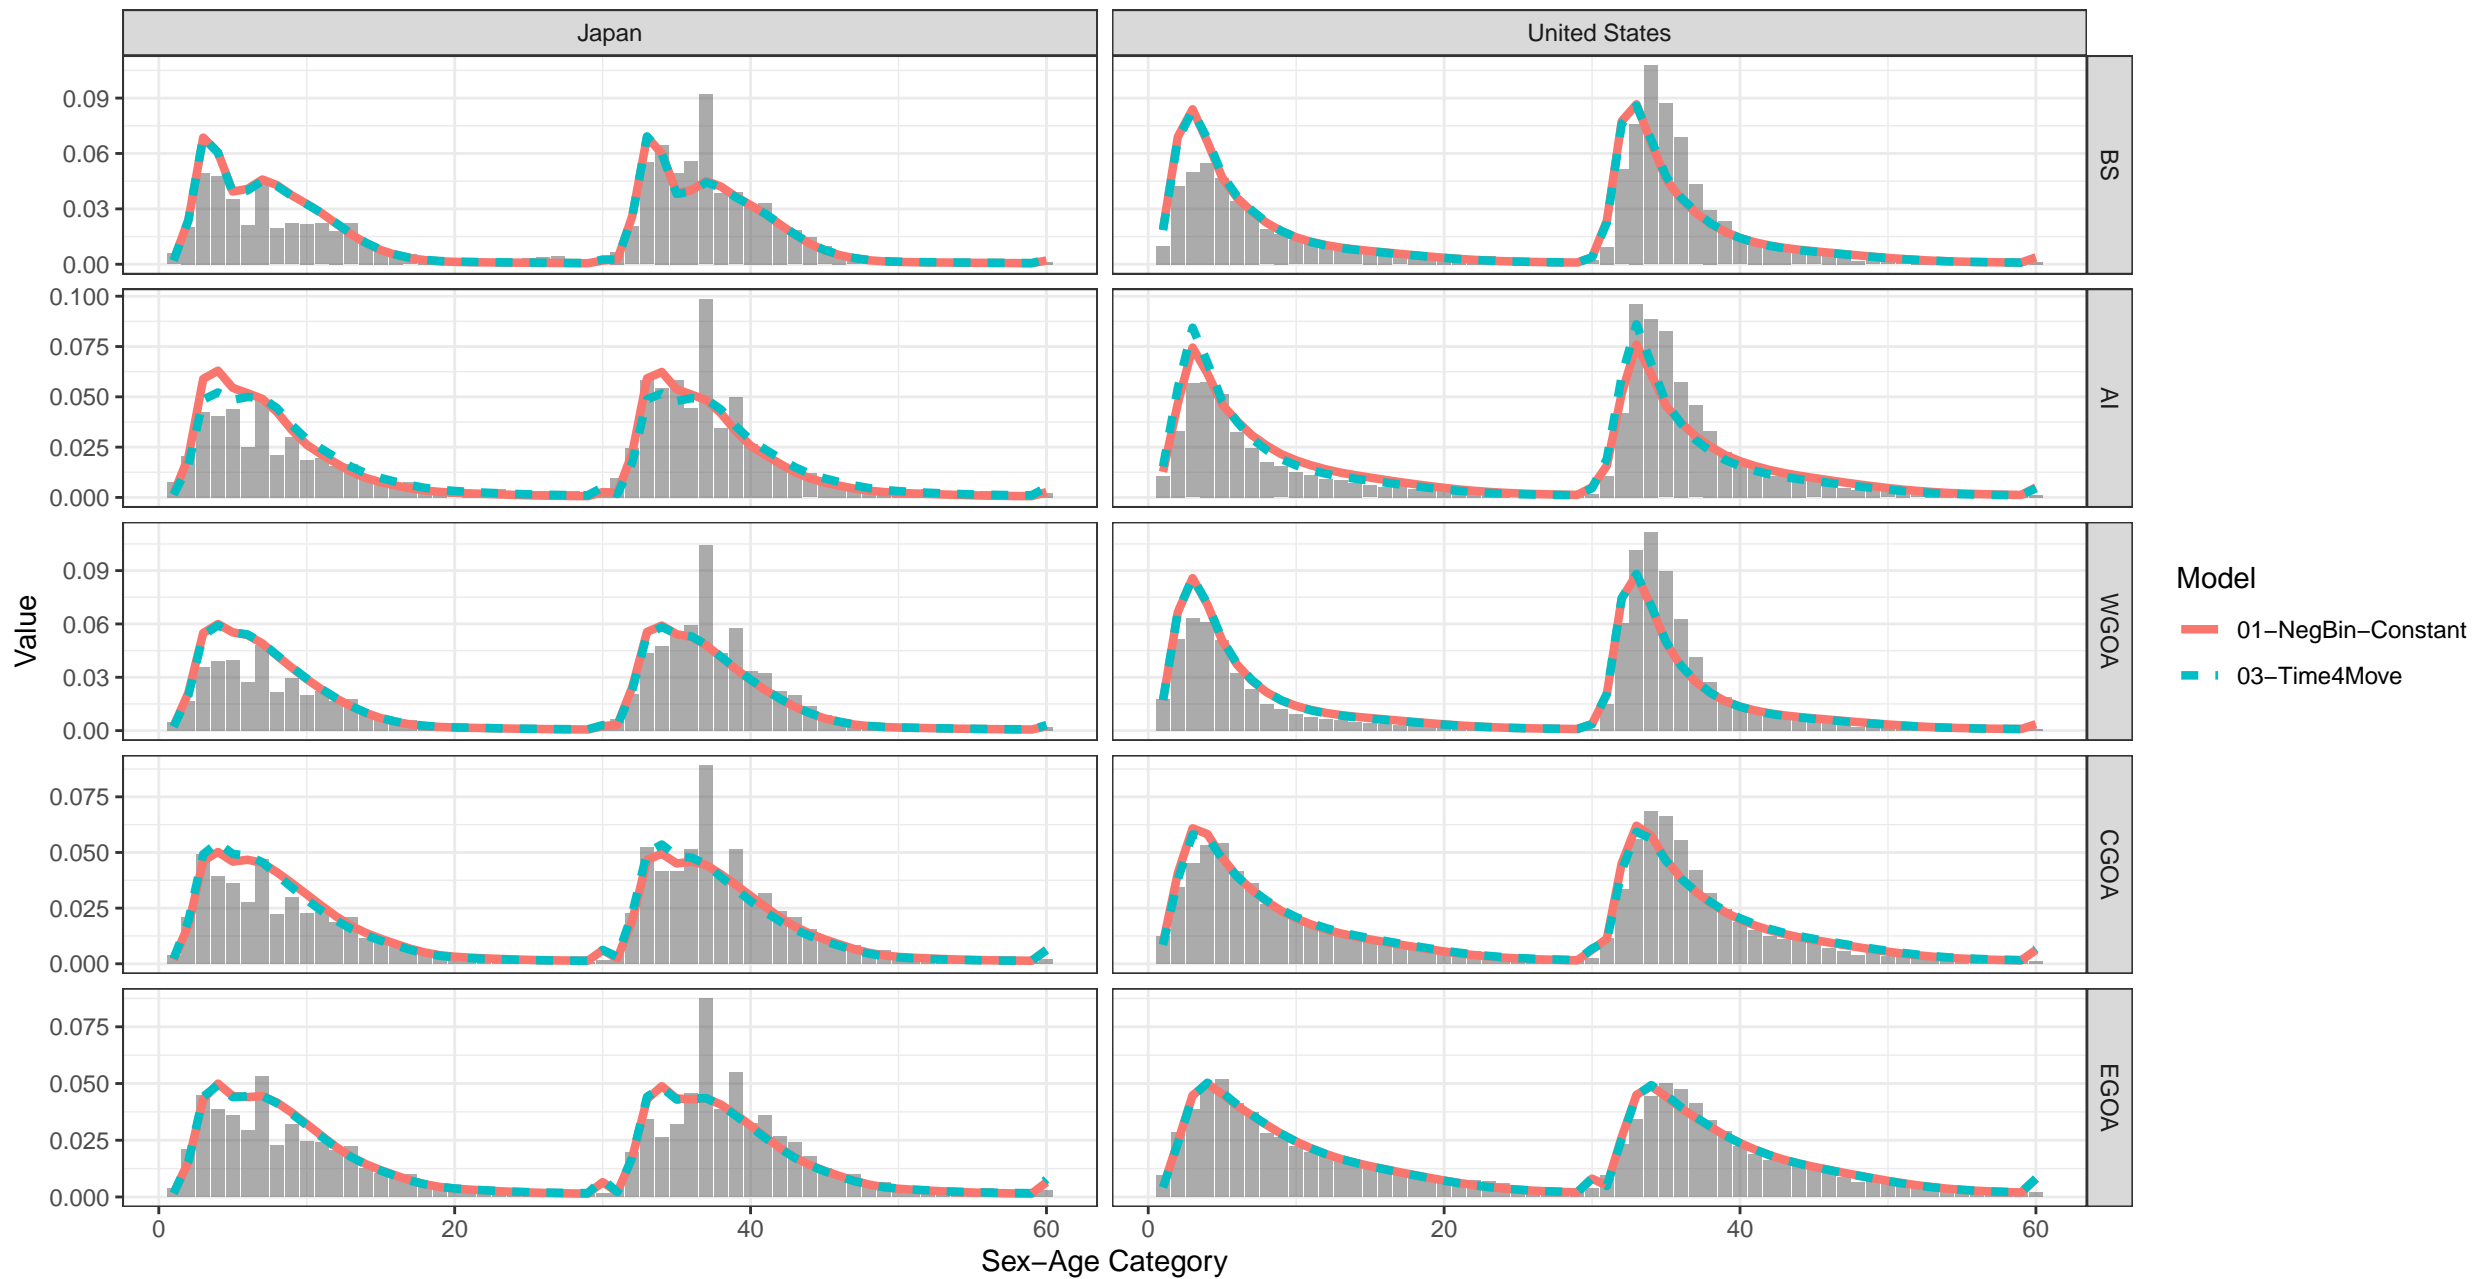 Japan
United States
0.09
0.06
0.03
0.00
BS
0.100
0.075
0.050
0.025
0.000
AI
0.09
0.06
0.03
0.00
WGOA
0.075
0.050
0.025
0.000
CGOA
0.075
0.050
0.025
0.000
EGOA
0 20 40 60
0 20 40 60
Sex−Age Category
Value
Model
01−NegBin−Constant
03−Time4Move